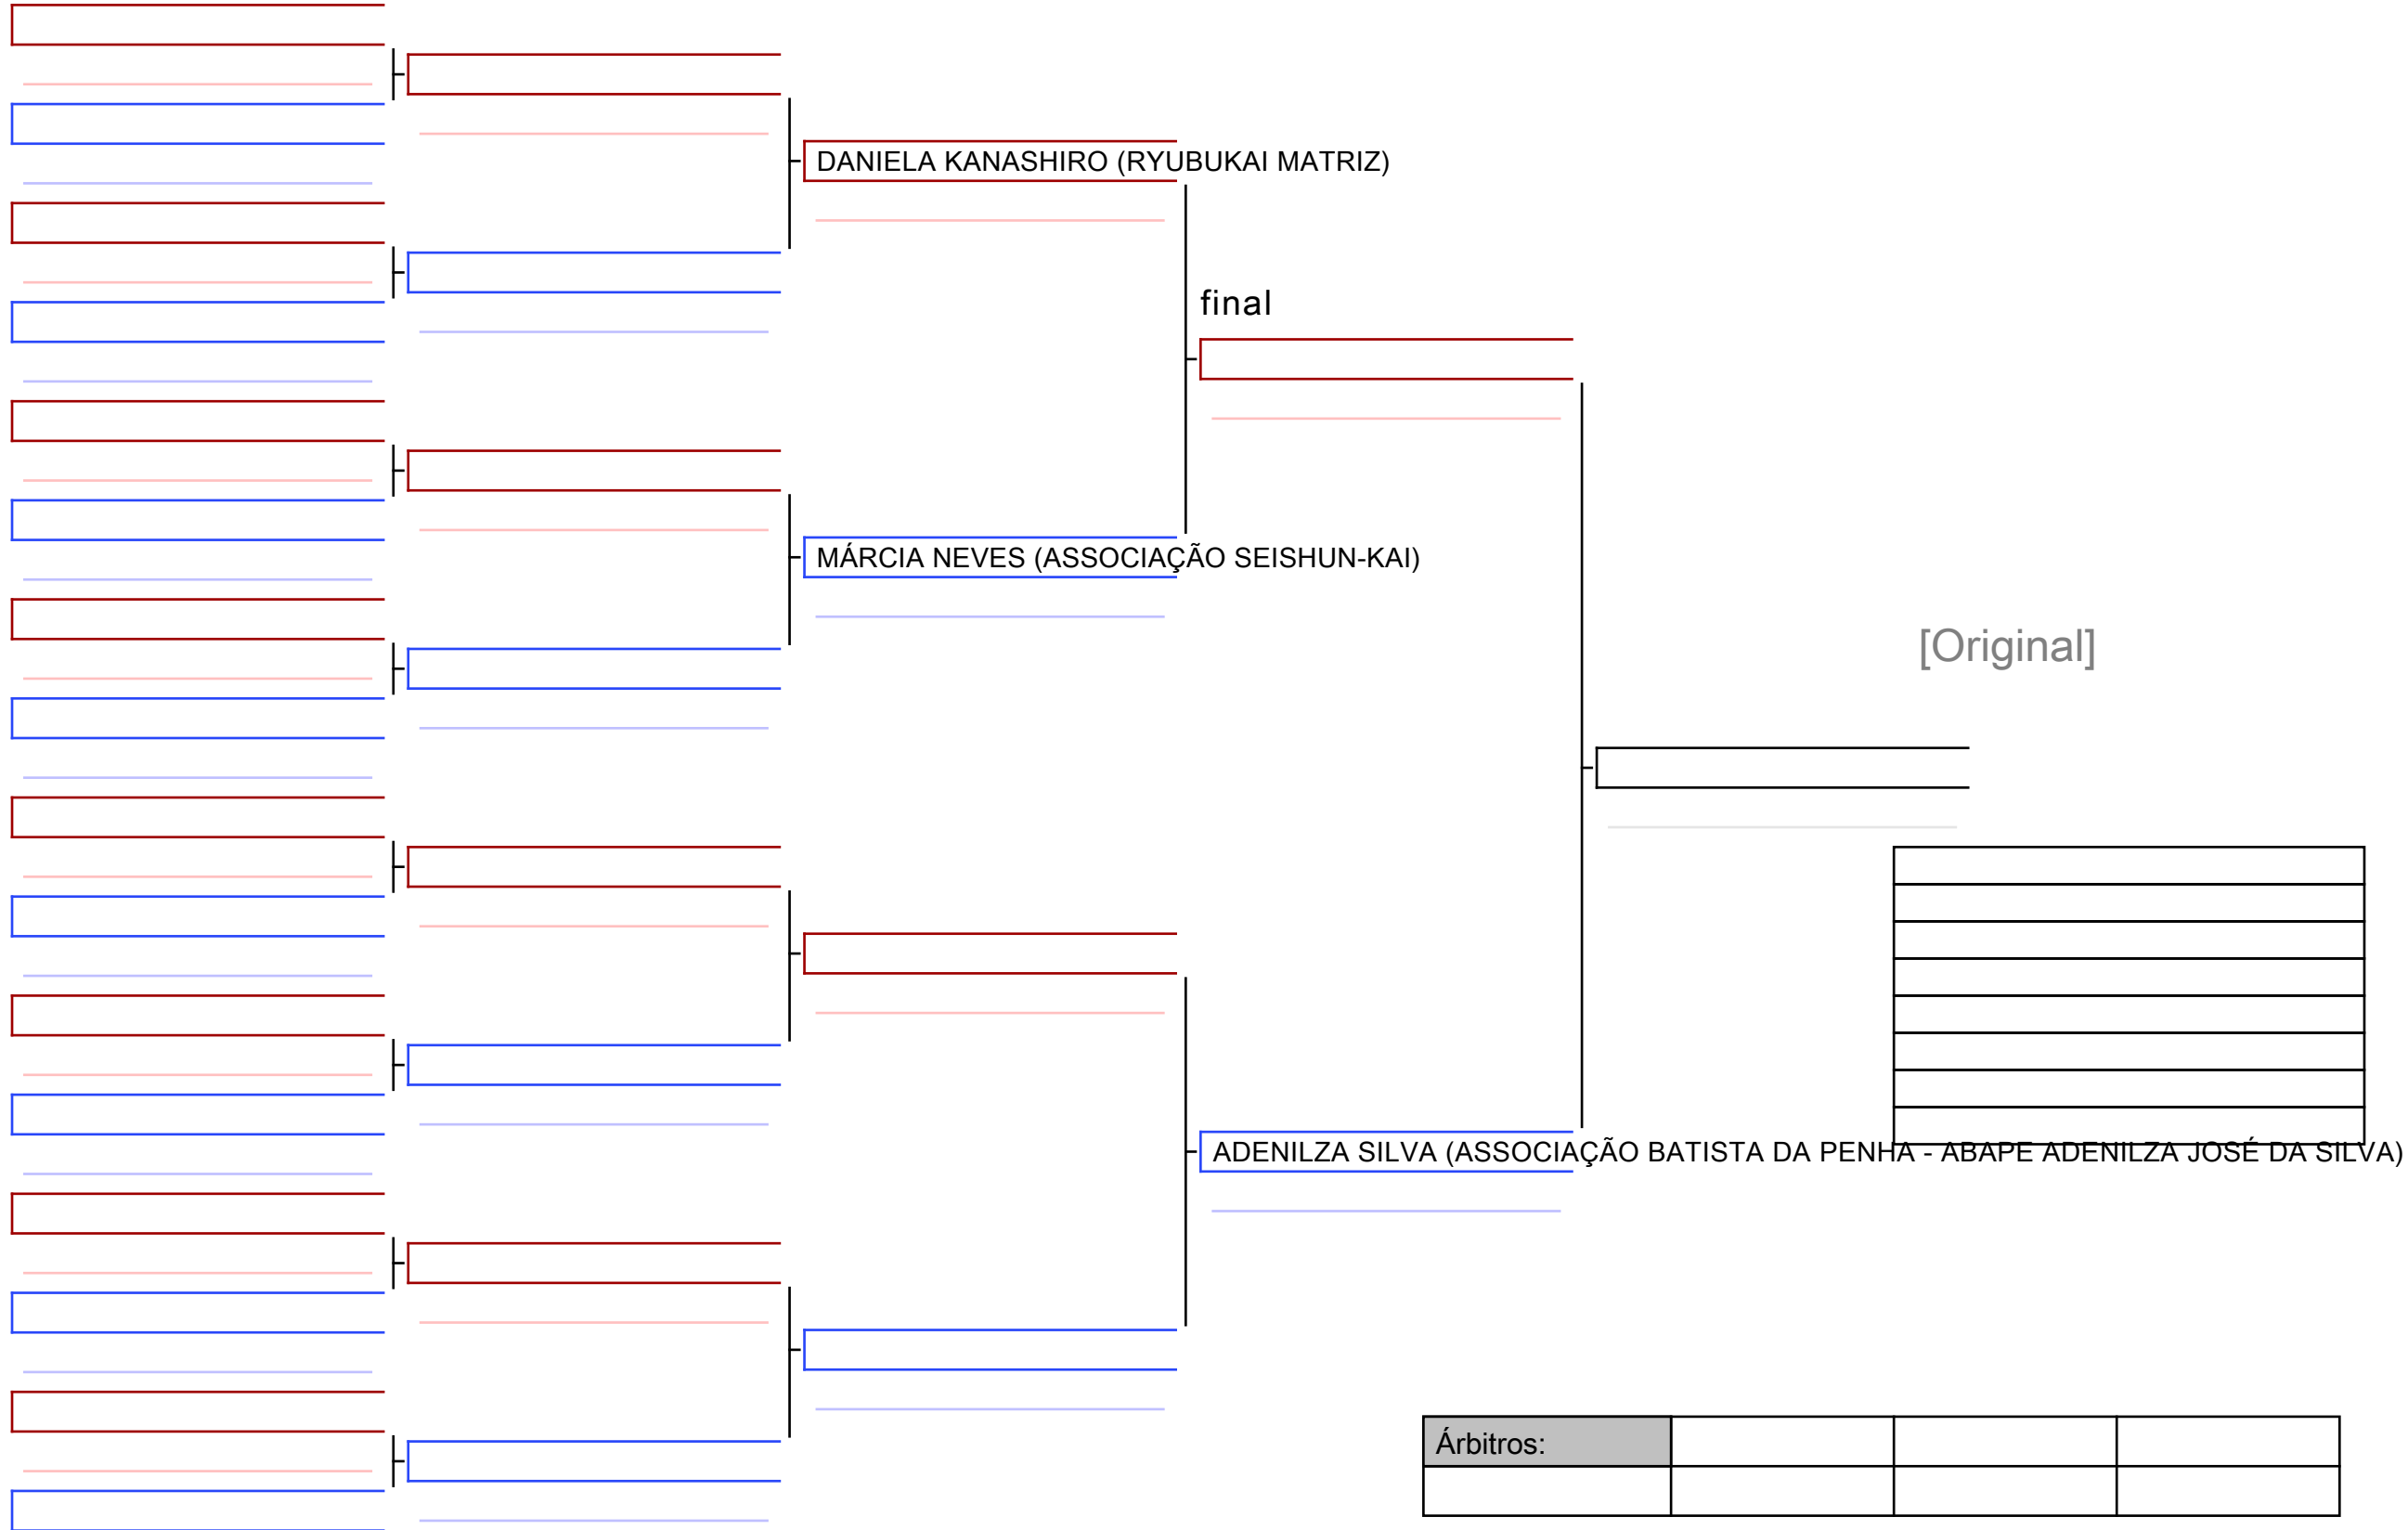 DANIELA KANASHIRO (RYUBUKAI MATRIZ)
final
MÁRCIA NEVES (ASSOCIAÇÃO SEISHUN-KAI)
[Original]
ADENILZA SILVA (ASSOCIAÇÃO BATISTA DA PENHA - ABAPE ADENILZA JOSÉ DA SILVA)
Árbitros: